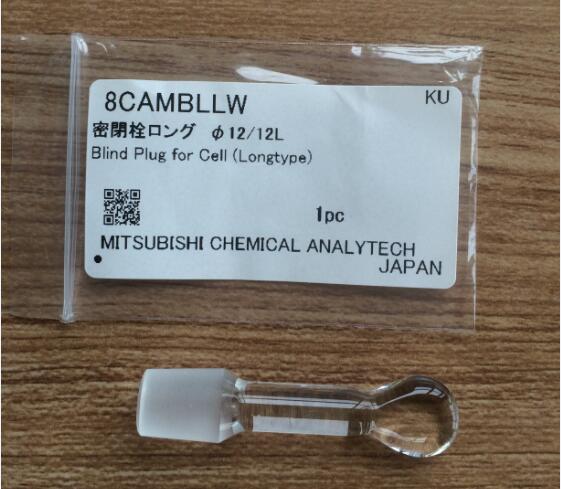 8CAMBLLW
KU
密閉栓ロング φ12/12L
Blind Plug for Cell (Longtype)
1pc
MITSUBISHI CHEMICAL ANALYTECH
JAPAN